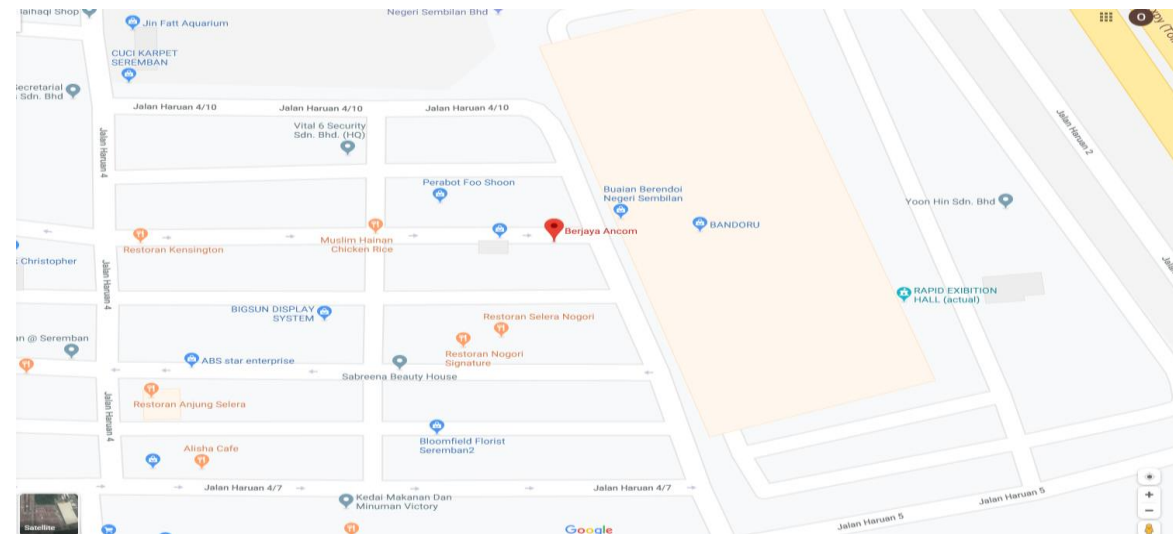 laihaqi Shop
Negeri Sembilan Bhd
Jin Fatt Aquarium
O
CUCI KARPET
SEREMBAN
Secretarial
s Sdn. Bhd
Jalan Haruan 4/10
Jalan Haruan 4/10
Jalan Haruan 4/10
Jalan Haruan 2
Vital 6 Security
Sdn. Bhd. (HQ)
Jalan Haruan 4
Perabot Foo Shoon
Buaian Berendoi
Negeri Sembilan
Yoon Hin Sdn. Bhd
BANDORU
Berjaya Ancom
Muslim Hainan
Chicken Rice
Restoran Kensington
Christopher
Jalan Haruan 4
RAPID EXIBITION
HALL (actual)
BIGSUN DISPLAY
SYSTEM
Restoran Selera Nogori
an @ Seremban
Restoran Nogori
Signature
ABS star enterprise
Sabreena Beauty House
Restoran Anjung Selera
Jalan Haruan 4
Bloomfield Florist
Seremban2
Alisha Cafe
Jalan Haruan 4/7
Jalan Haruan 4/7
Kedai Makanan Dan
Minuman Victory
Jalan Haruan 5
Jalan Haruan 5
Satellite
Google